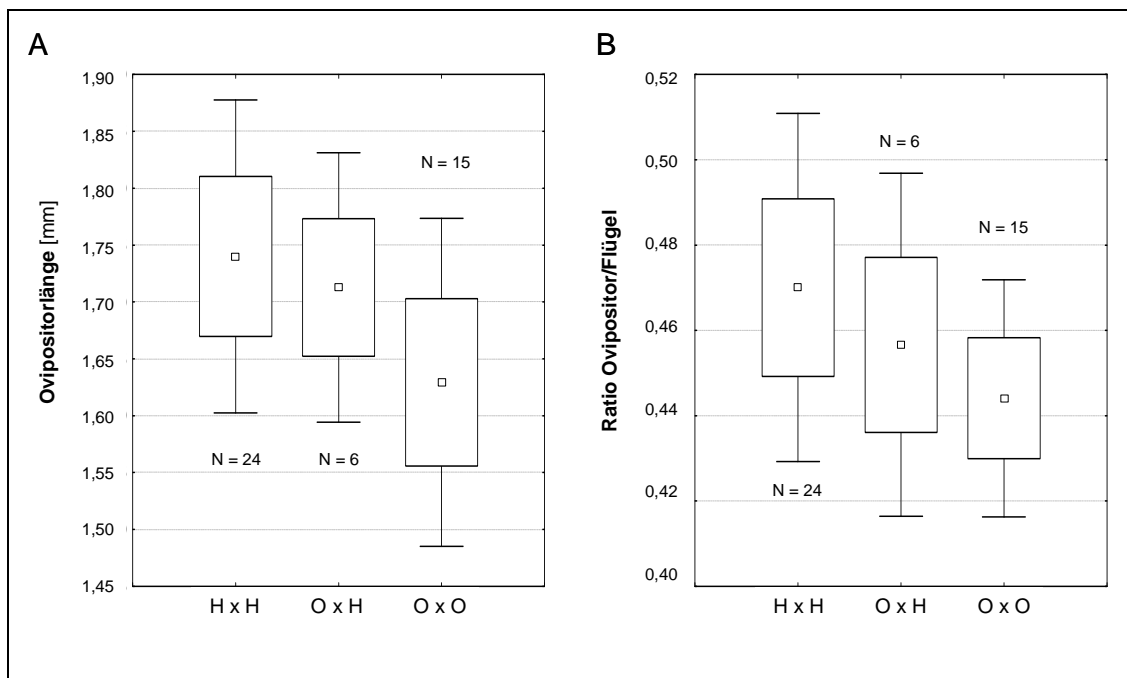 A
Ovipositorlänge [mm]
1,90
1,85
1,80
1,75
1,70
1,65
1,60
1,55
1,50
1,45
N = 15
N = 24
N = 6
H x H
O x H
O x O
B
Ratio Ovipositor/Flügel
0,52
0,50
0,48
0,46
0,44
0,42
0,40
N = 6
N = 15
N = 24
H x H
O x H
O x O